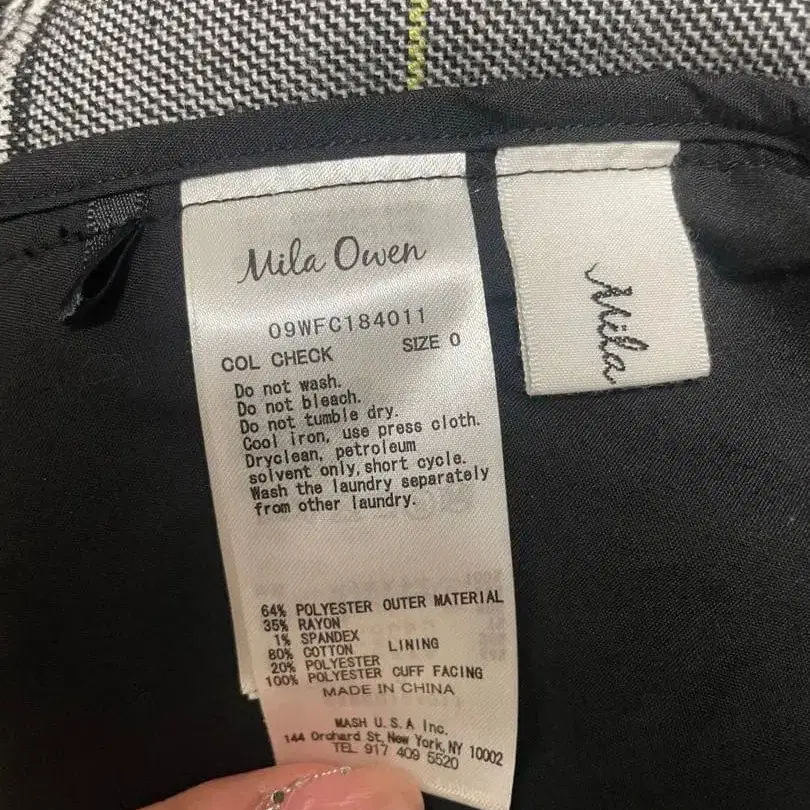 Mila Owen
09WFC184011
COL CHECK SIZE 0
Do not wash.
Do not bleach.
Do not tumble dry.
Cool iron, use press cloth.
Dryclean, petroleum
solvent only, short cycle.
Wash the laundry separately
from other laundry.
64% POLYESTER OUTER MATERIAL
35% RAYON
1% SPANDEX
80% COTTON LINING
20% POLYESTER
100% POLYESTER CUFF FACING
MADE IN CHINA
MASH U.S.A Inc.
144 Orchard St, New York, NY 10002
TEL 917 409 5520
Mila